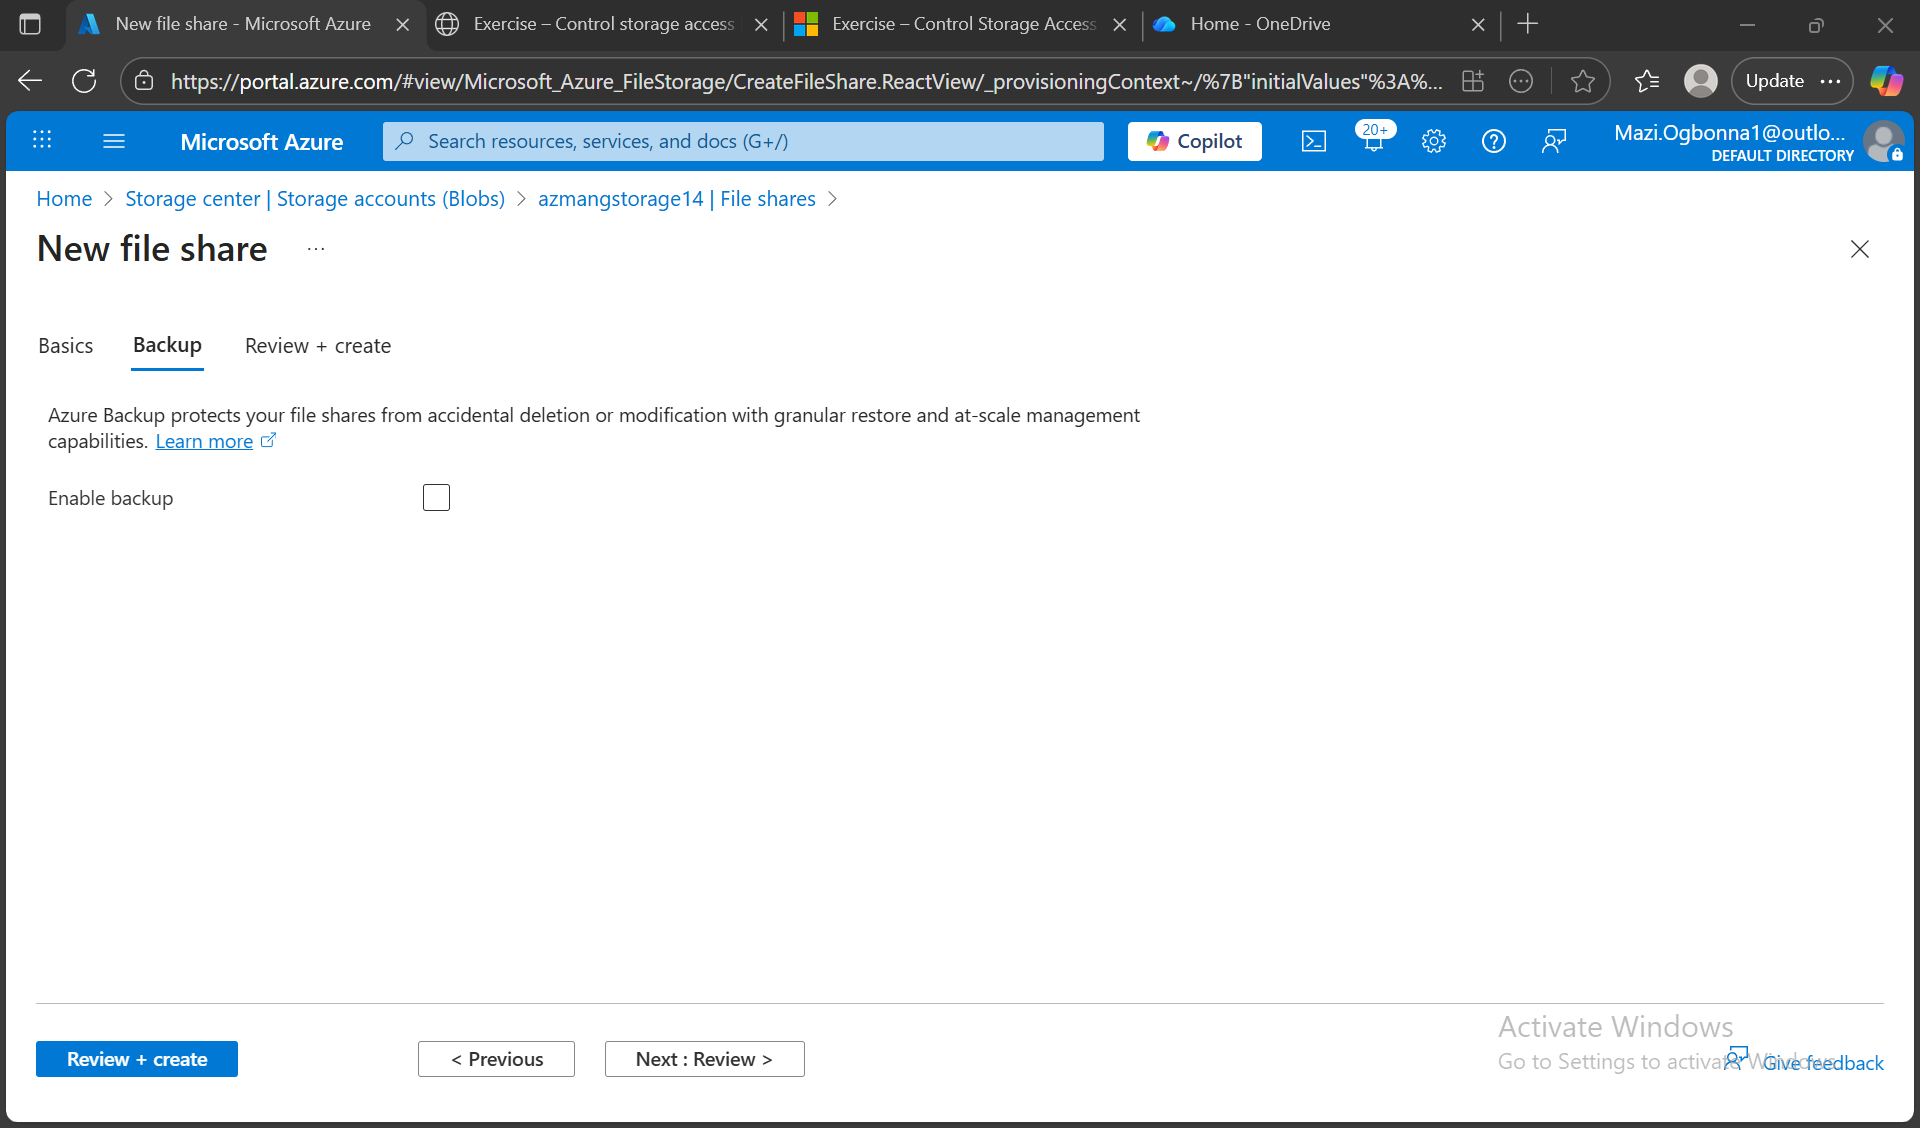 New file share - Microsoft Azure
Exercise – Control storage access
Exercise – Control Storage Access
Home - OneDrive
https://portal.azure.com/#view/Microsoft_Azure_FileStorage/CreateFileShare.ReactView/_provisioningContext~/%7B"initialValues"%3A%...
Update
Microsoft Azure
Search resources, services, and docs (G+/)
Copilot
20+
Mazi.Ogbonna1@outlo...
DEFAULT DIRECTORY
Home > Storage center | Storage accounts (Blobs) > azmangstorage14 | File shares >
New file share
Basics
Backup
Review + create
Azure Backup protects your file shares from accidental deletion or modification with granular restore and at-scale management
capabilities. Learn more
Enable backup
Activate Windows
Go to Settings to activate Windows.
Review + create
< Previous
Next : Review >
Give feedback